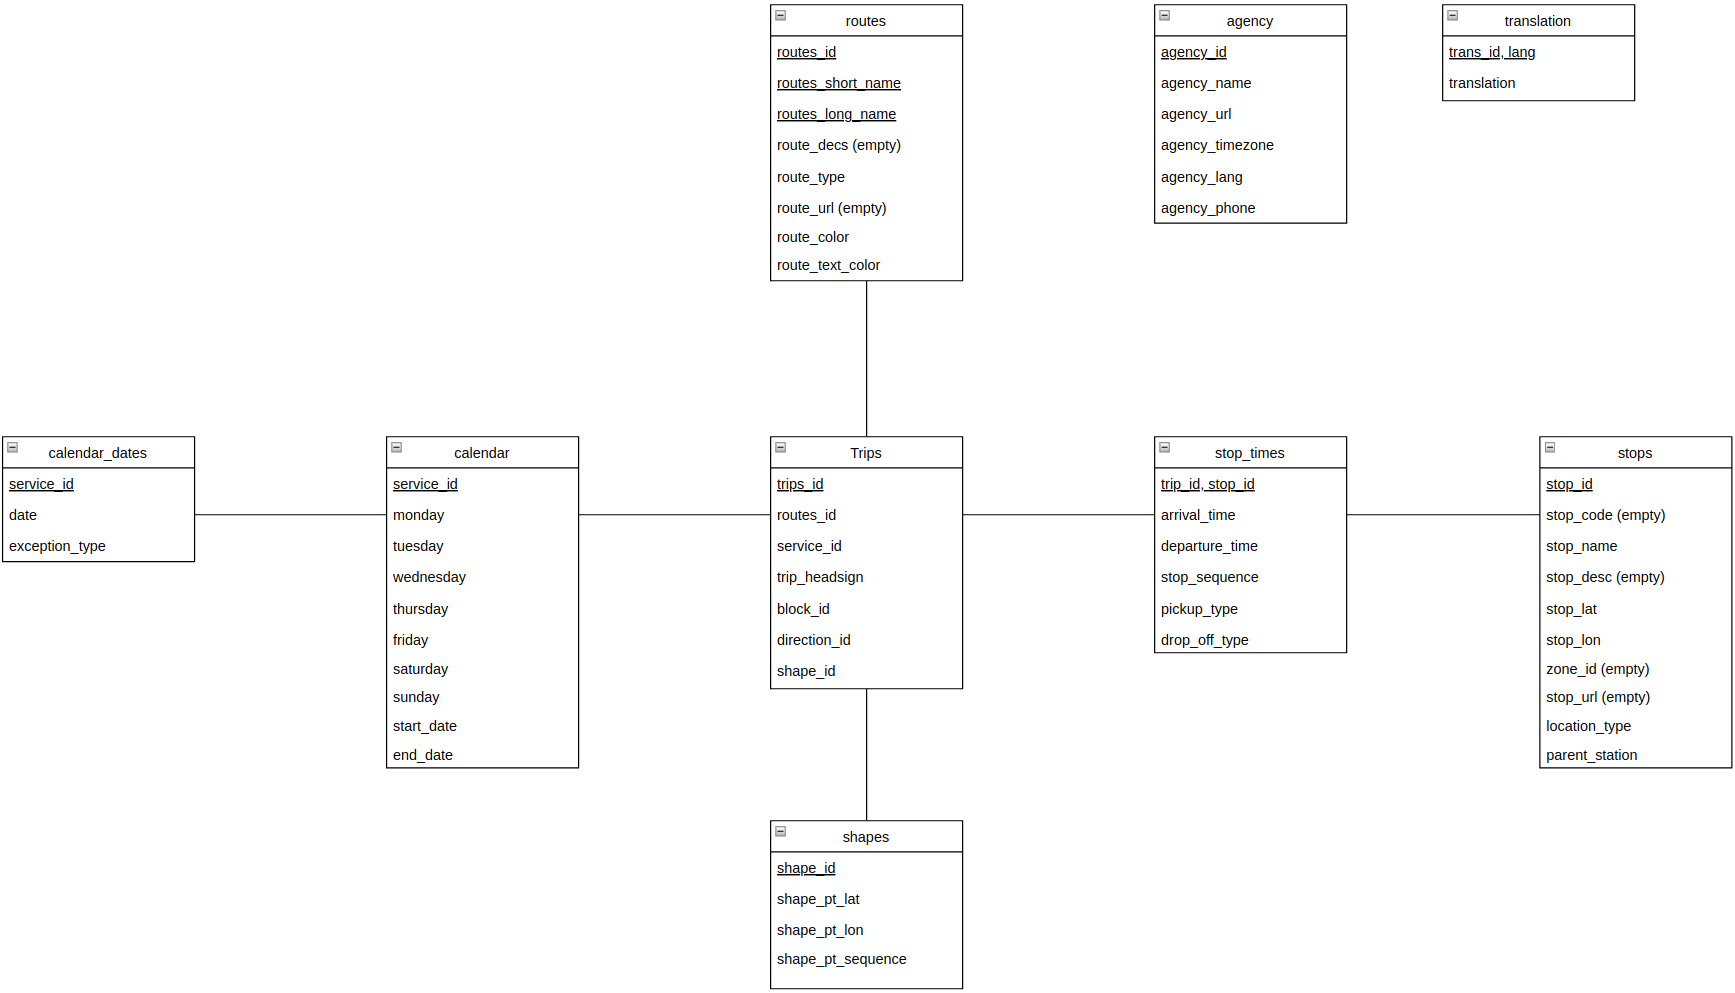 routes
routes_id
routes_short_name
routes_long_name
route_decs (empty)
route_type
route_url (empty)
route_color
route_text_color
agency
agency_id
agency_name
agency_url
agency_timezone
agency_lang
agency_phone
translation
trans_id, lang
translation
calendar_dates
service_id
date
exception_type
calendar
service_id
monday
tuesday
wednesday
thursday
friday
saturday
sunday
start_date
end_date
Trips
trips_id
routes_id
service_id
trip_headsign
block_id
direction_id
shape_id
stop_times
trip_id, stop_id
arrival_time
departure_time
stop_sequence
pickup_type
drop_off_type
stops
stop_id
stop_code (empty)
stop_name
stop_desc (empty)
stop_lat
stop_lon
zone_id (empty)
stop_url (empty)
location_type
parent_station
shapes
shape_id
shape_pt_lat
shape_pt_lon
shape_pt_sequence